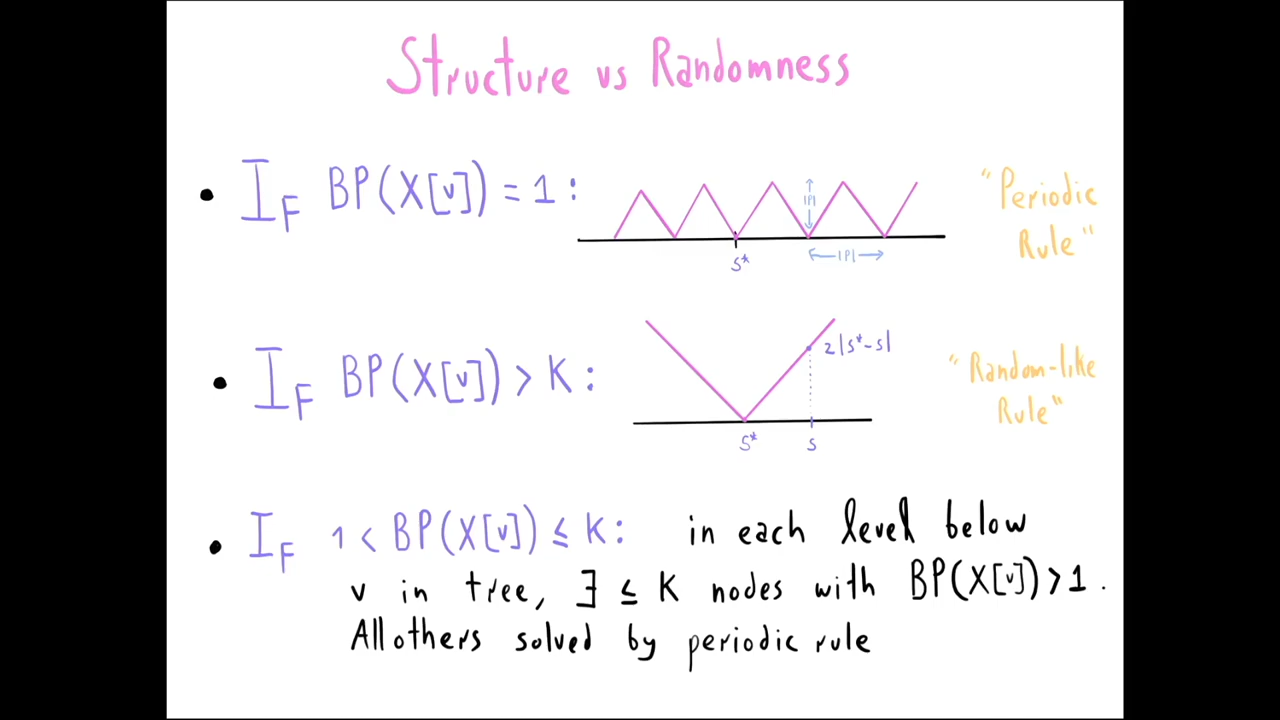 Structure vs Randomness
• IF BP(X[v]) = 1:
|P|
|P|
s*
"Periodic
Rule"
• IF BP(X[v]) > K:
2|s*-s|
s*
s
"Random-like
Rule"
• IF 1 < BP(X[v]) ≤ K: in each level below
v in tree, ∃ ≤ K nodes with BP(X[v]) > 1.
All others solved by periodic rule